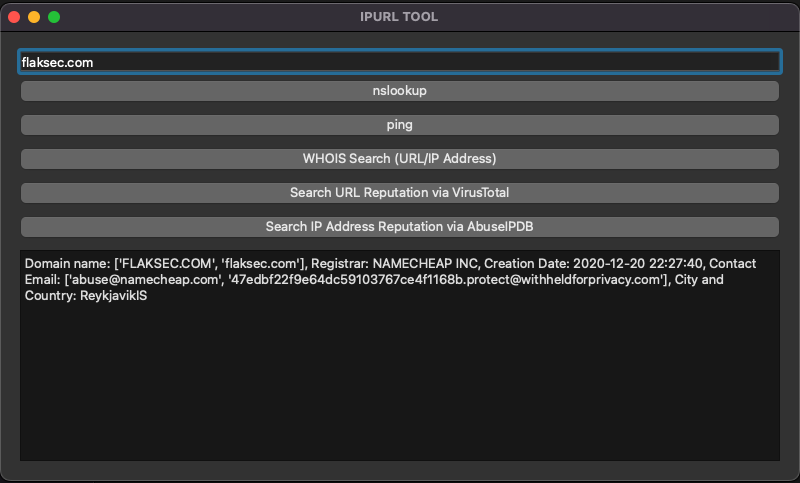 IPURL TOOL
flaksec.com
nslookup
ping
WHOIS Search (URL/IP Address)
Search URL Reputation via VirusTotal
Search IP Address Reputation via AbuseIPDB
Domain name: ['FLAKSEC.COM', 'flaksec.com'], Registrar: NAMECHEAP INC, Creation Date: 2020-12-20 22:27:40, Contact
Email: ['abuse@namecheap.com', '47edbf22f9e64dc59103767ce4f1168b.protect@withheldforprivacy.com'], City and
Country: ReykjavikIS